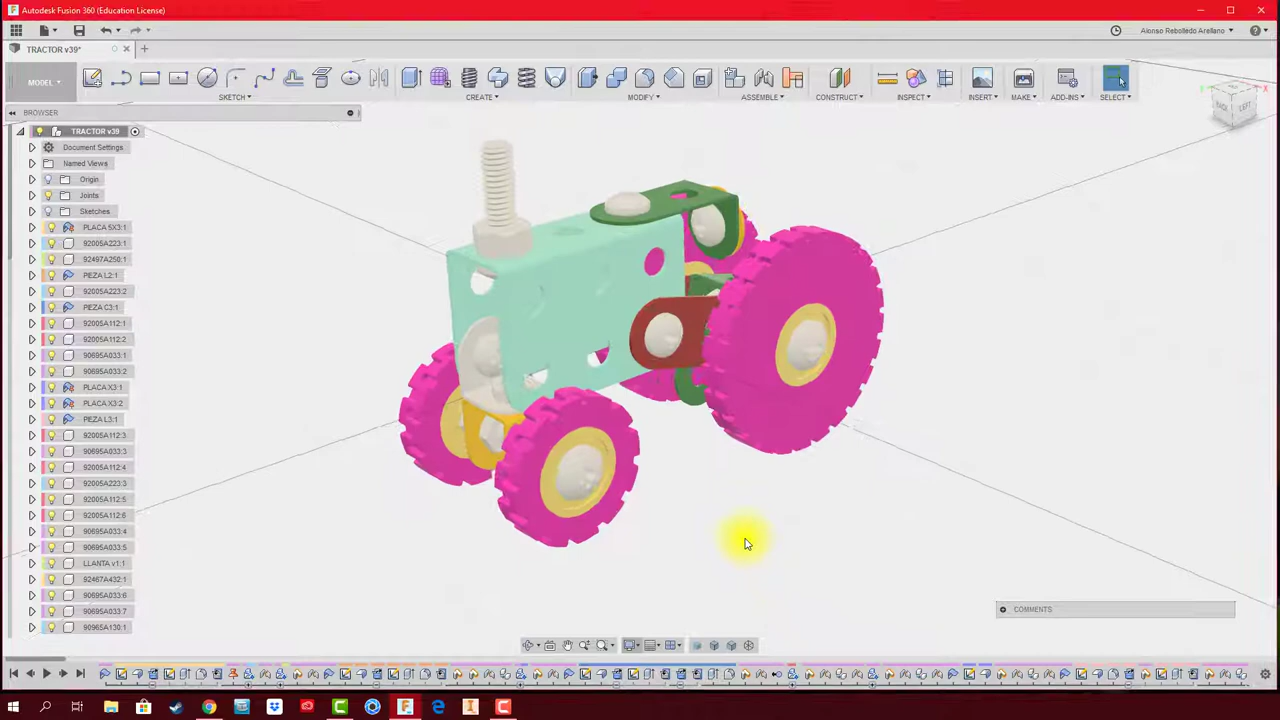 Autodesk Fusion 360 (Education License)
Alonso Rebolledo Arellano
TRACTOR v39*
MODEL
SKETCH
CREATE
MODIFY
ASSEMBLE
CONSTRUCT
INSPECT
INSERT
MAKE
ADD-INS
SELECT
BROWSER
BACK
LEFT
TRACTOR v39
Document Settings
Named Views
Origin
Joints
Sketches
PLACA 5X3:1
92005A223:1
92497A250:1
PEZA L2:1
92005A223:2
PEZA C3:1
92005A112:1
92005A112:2
90695A033:1
90695A033:2
PLACA X3:1
PLACA X3:2
PEZA L3:1
92005A112:3
90695A033:3
92005A112:4
92005A223:3
92005A112:5
92005A112:6
90695A033:4
90695A033:5
LLANTA v1:1
92467A432:1
90695A033:6
90695A033:7
90965A130:1
COMMENTS